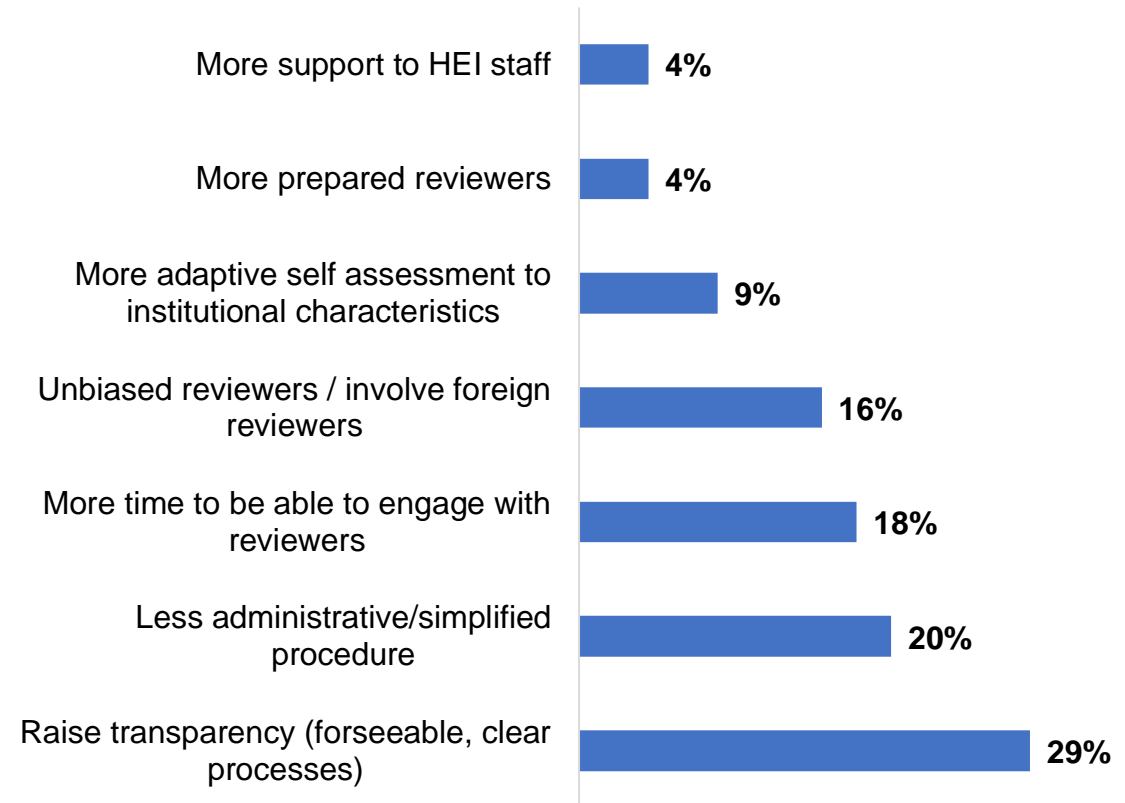 More support to HEI staff
4%
More prepared reviewers
4%
More adaptive self assessment to
institutional characteristics
9%
Unbiased reviewers / involve foreign
reviewers
16%
More time to be able to engage with
reviewers
18%
Less administrative/simplified
procedure
20%
Raise transparency (forseeable, clear
processes)
29%